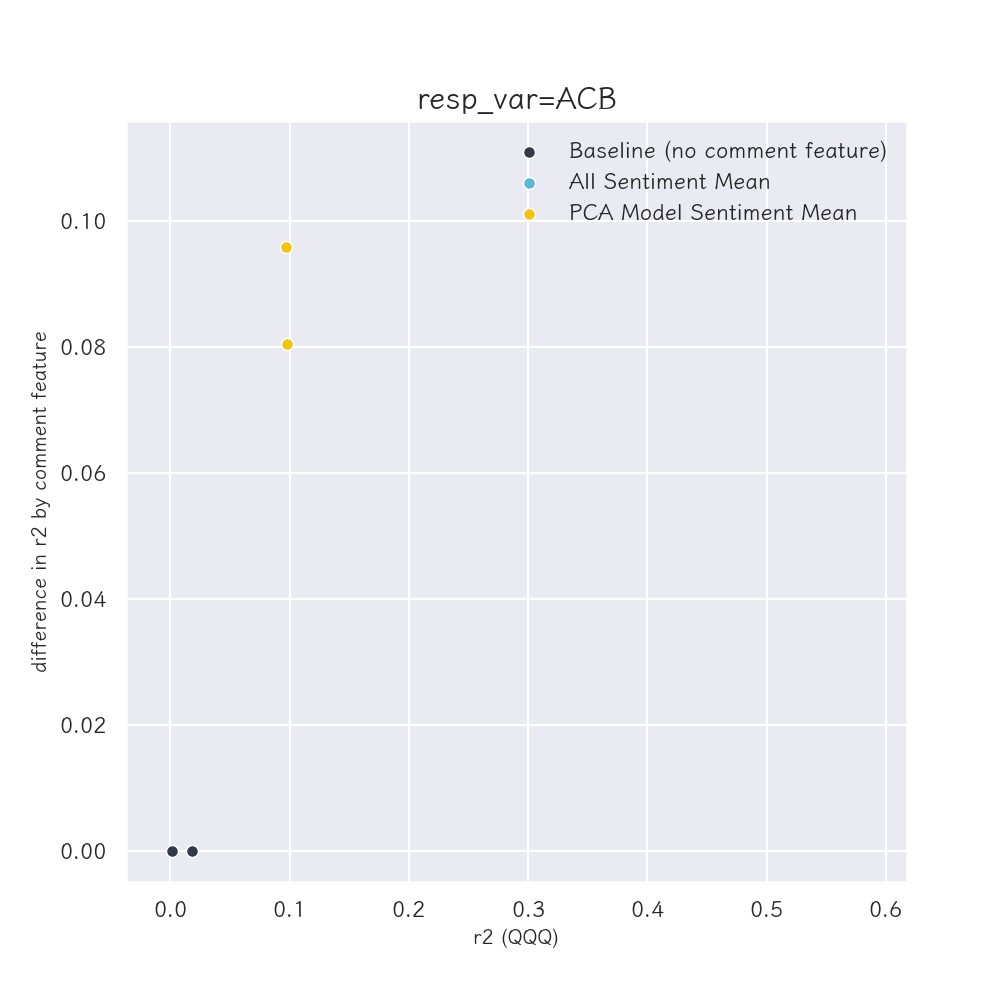 resp_var=ACB
Baseline (no comment feature)
All Sentiment Mean
PCA Model Sentiment Mean
0.10
0.08
0.06
0.04
0.02
0.00
difference in r2 by comment feature
0.0 0.1 0.2 0.3 0.4 0.5 0.6
r2 (QQQ)